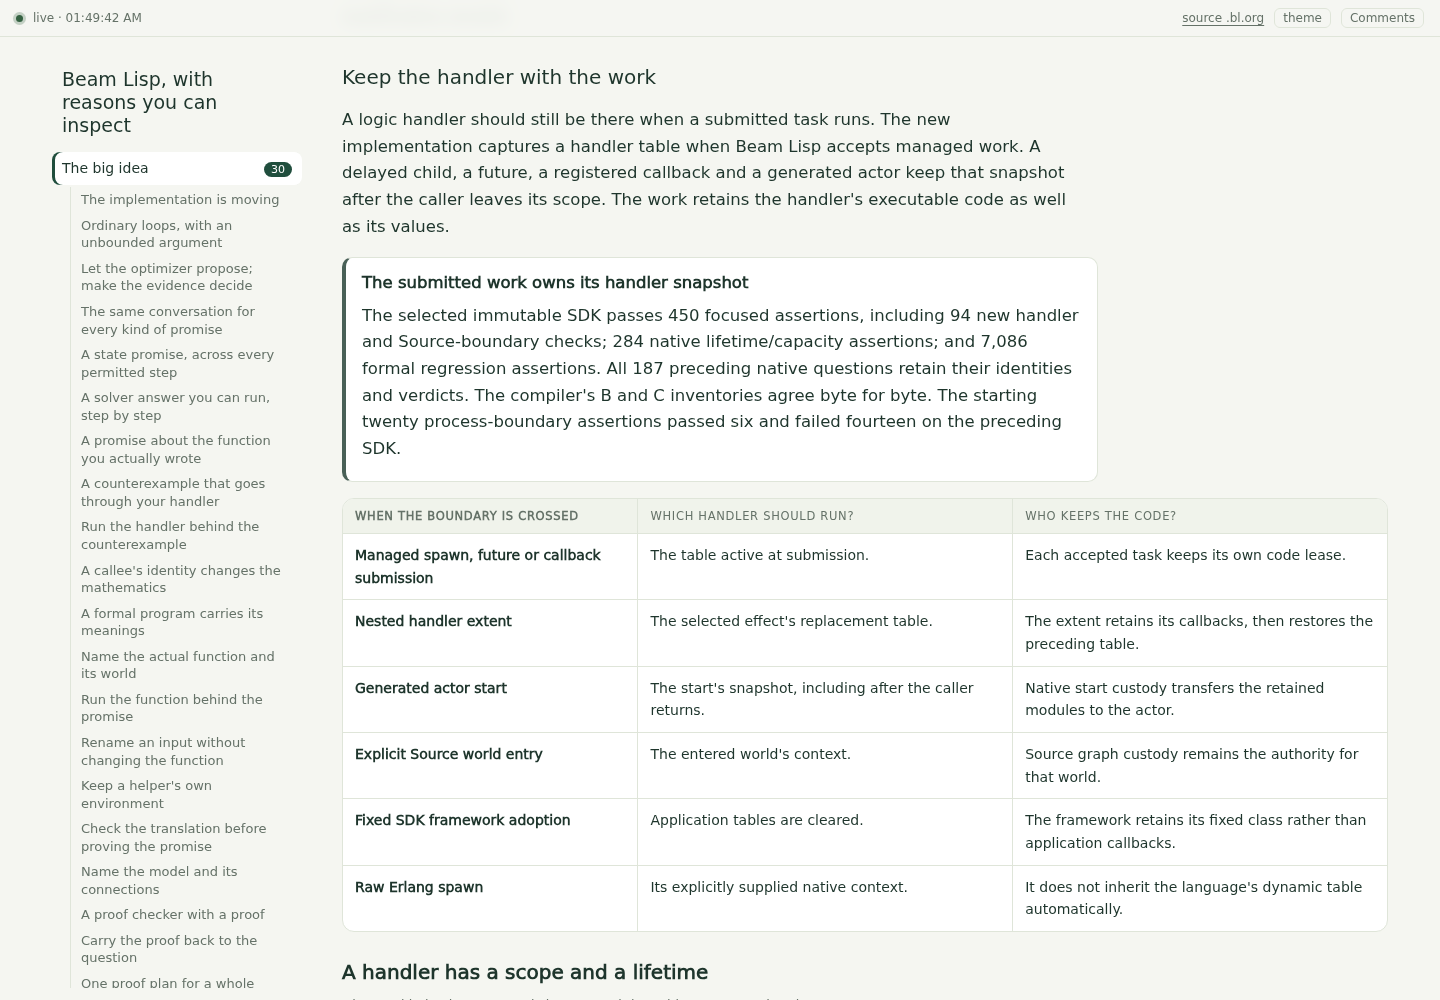 live · 01:49:42 AM
source .bl.org
theme
Comments
Beam Lisp, with
reasons you can
inspect
The big idea
30
The implementation is moving
Ordinary loops, with an
unbounded argument
Let the optimizer propose;
make the evidence decide
The same conversation for
every kind of promise
A state promise, across every
permitted step
A solver answer you can run,
step by step
A promise about the function
you actually wrote
A counterexample that goes
through your handler
Run the handler behind the
counterexample
A callee's identity changes the
mathematics
A formal program carries its
meanings
Name the actual function and
its world
Run the function behind the
promise
Rename an input without
changing the function
Keep a helper's own
environment
Check the translation before
proving the promise
Name the model and its
connections
A proof checker with a proof
Carry the proof back to the
question
One proof plan for a whole
Keep the handler with the work
A logic handler should still be there when a submitted task runs. The new
implementation captures a handler table when Beam Lisp accepts managed work. A
delayed child, a future, a registered callback and a generated actor keep that snapshot
after the caller leaves its scope. The work retains the handler's executable code as well
as its values.
The submitted work owns its handler snapshot
The selected immutable SDK passes 450 focused assertions, including 94 new handler
and Source-boundary checks; 284 native lifetime/capacity assertions; and 7,086
formal regression assertions. All 187 preceding native questions retain their identities
and verdicts. The compiler's B and C inventories agree byte for byte. The starting
twenty process-boundary assertions passed six and failed fourteen on the preceding
SDK.
WHEN THE BOUNDARY IS CROSSED
WHICH HANDLER SHOULD RUN?
WHO KEEPS THE CODE?
Managed spawn, future or callback
submission
The table active at submission.
Each accepted task keeps its own code lease.
Nested handler extent
The selected effect's replacement table.
The extent retains its callbacks, then restores the
preceding table.
Generated actor start
The start's snapshot, including after the caller
returns.
Native start custody transfers the retained
modules to the actor.
Explicit Source world entry
The entered world's context.
Source graph custody remains the authority for
that world.
Fixed SDK framework adoption
Application tables are cleared.
The framework retains its fixed class rather than
application callbacks.
Raw Erlang spawn
Its explicitly supplied native context.
It does not inherit the language's dynamic table
automatically.
A handler has a scope and a lifetime